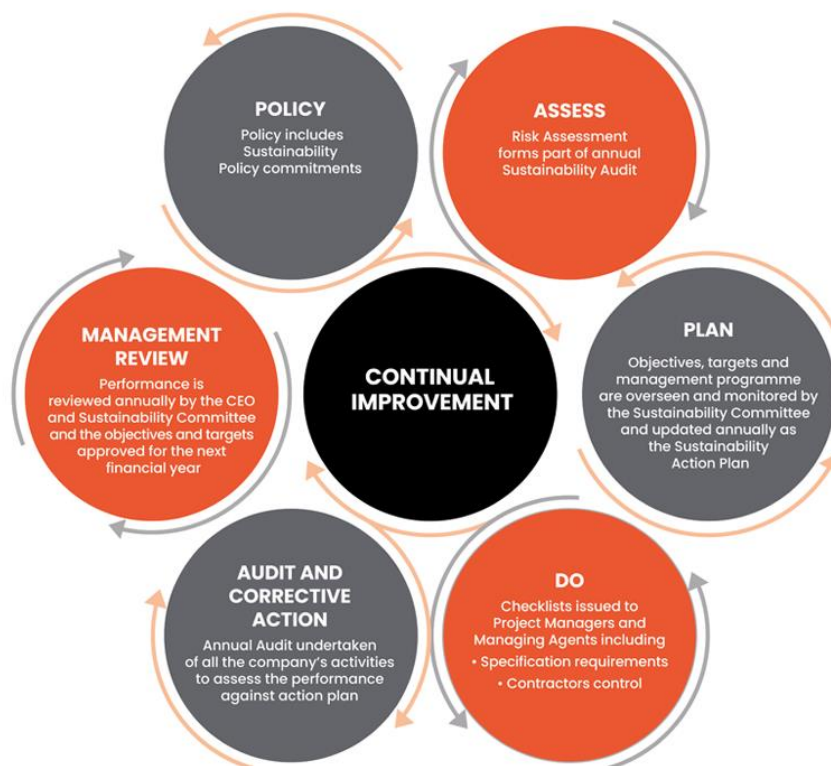 POLICY
Policy includes
Sustainability
Policy commitments
ASSESS
Risk Assessment
forms part of annual
Sustainability Audit
PLAN
Objectives, targets and
management programme
are overseen and monitored by
the Sustainability Committee
and updated annually as
the Sustainability
Action Plan
DO
Checklists issued to
Project Managers and
Managing Agents including
• Specification requirements
• Contractors control
AUDIT AND
CORRECTIVE
ACTION
Annual Audit undertaken
of all the company’s activities
to assess the performance
against action plan
MANAGEMENT
REVIEW
Performance is
reviewed annually by the CEO
and Sustainability Committee
and the objectives and targets
approved for the next
financial year
CONTINUAL
IMPROVEMENT